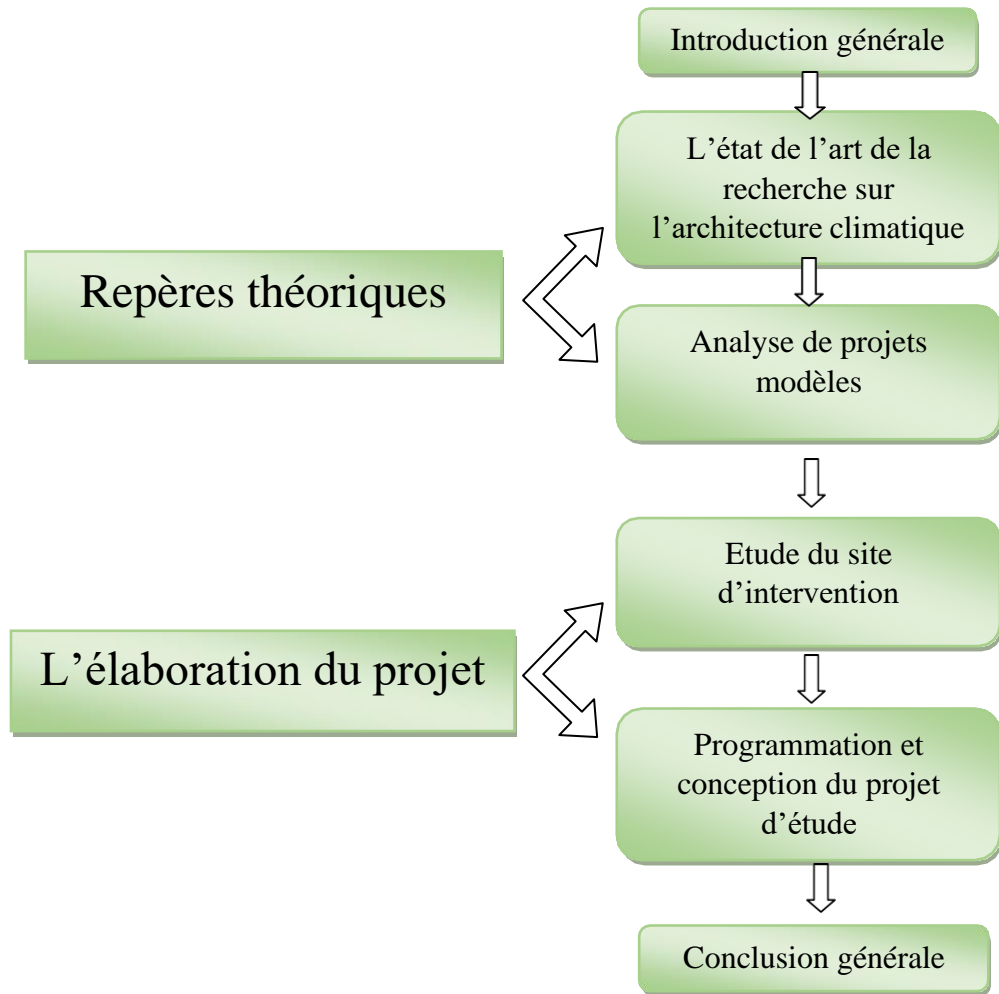 Introduction générale
L'état de l'art de la
recherche sur
l'architecture climatique
Repères théoriques
Analyse de projets
modèles
Etude du site
d'intervention
L'élaboration du projet
Programmation et
conception du projet
d'étude
Conclusion générale